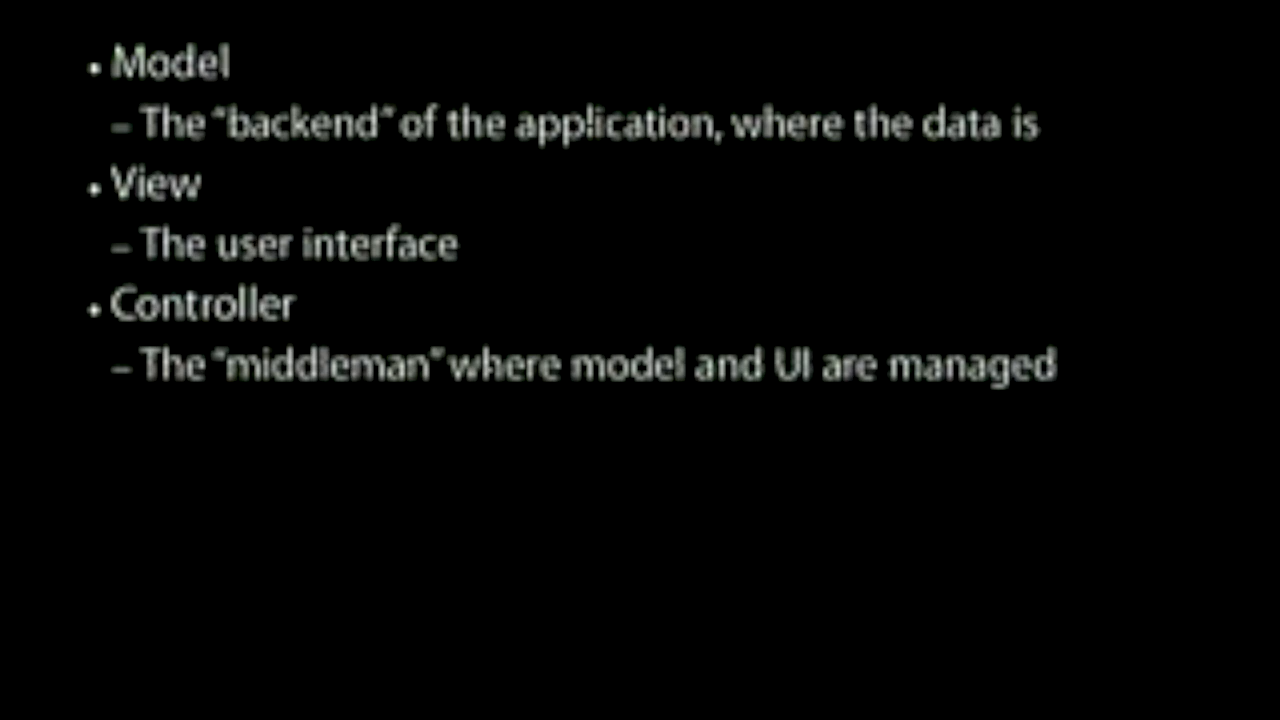 • Model
– The “backend” of the application, where the data is
• View
– The user interface
• Controller
– The “middleman” where model and UI are managed